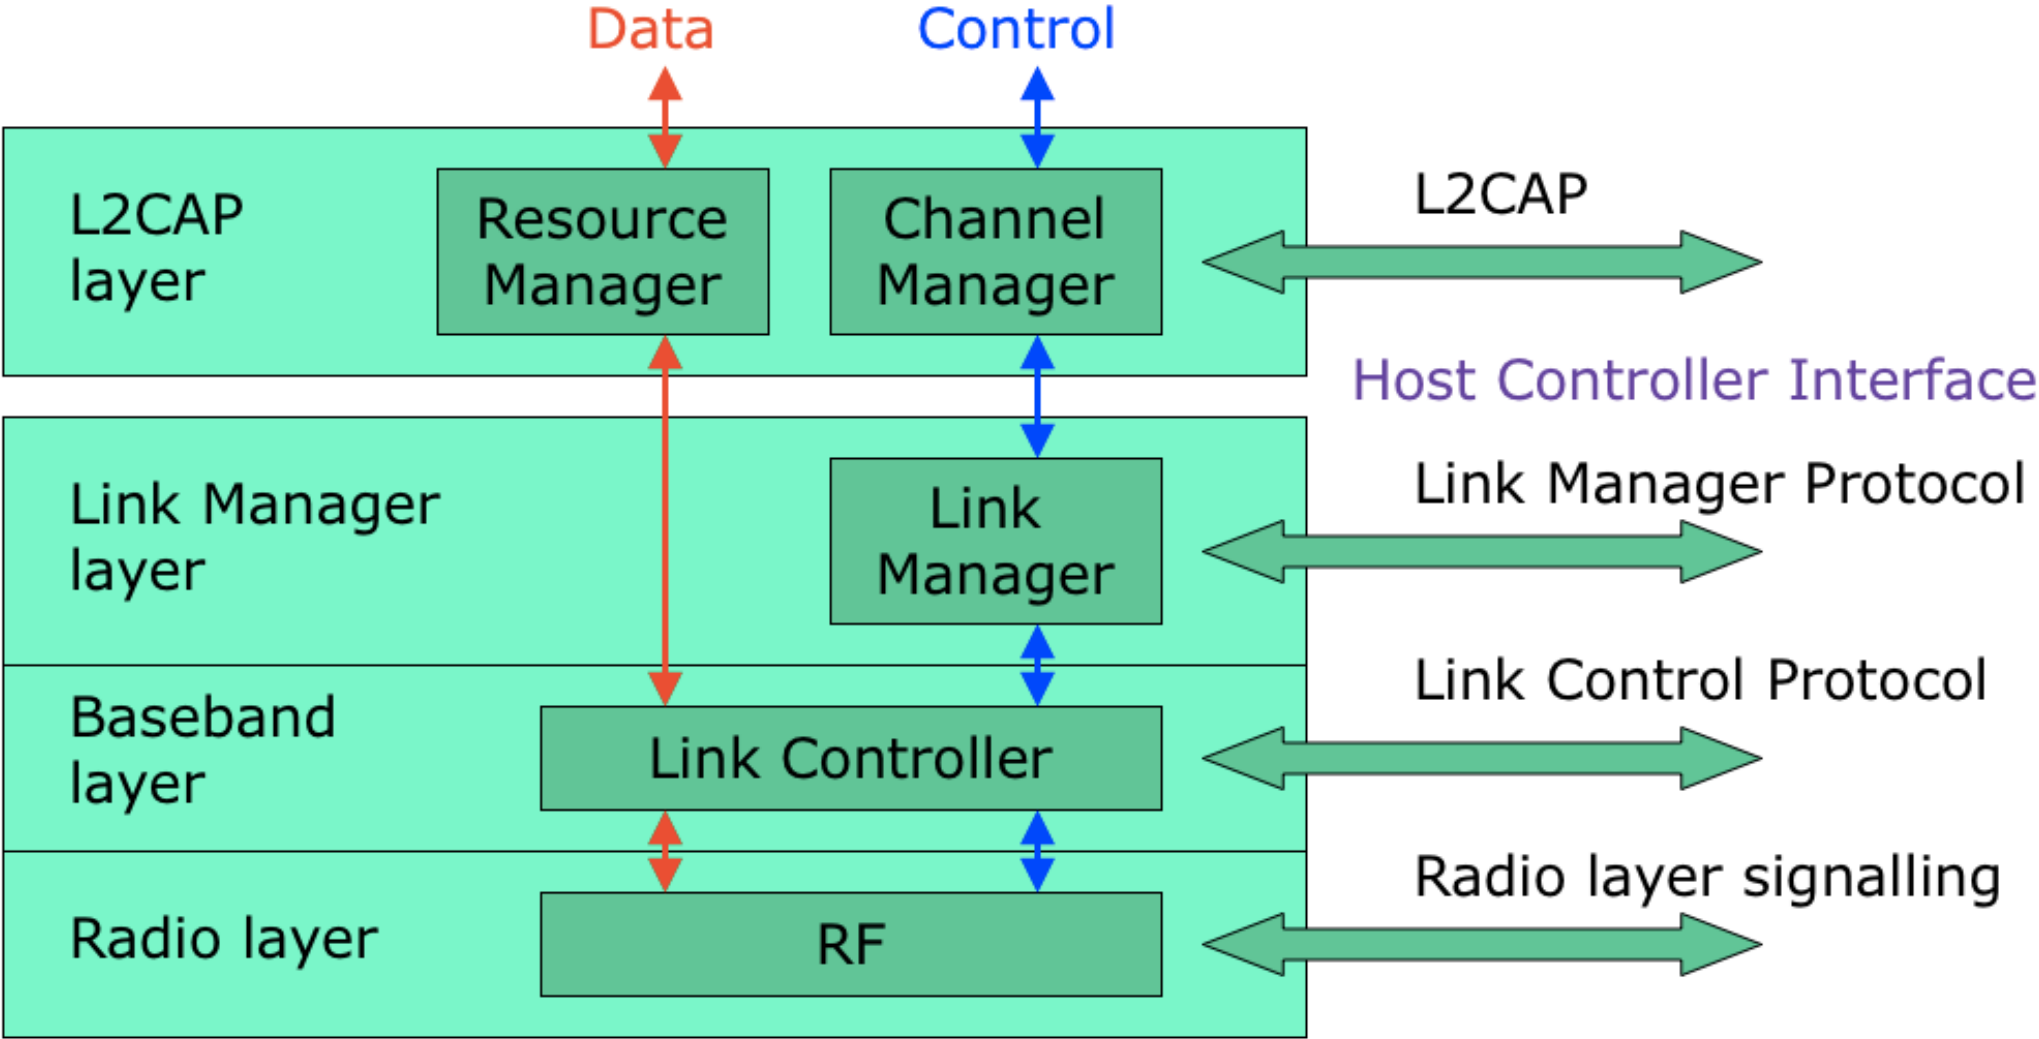 Data
Control
L2CAP
layer
Resource
Manager
Channel
Manager
L2CAP
Host Controller Interface
Link Manager
layer
Link
Manager
Link Manager Protocol
Baseband
layer
Link Controller
Link Control Protocol
Radio layer
RF
Radio layer signalling